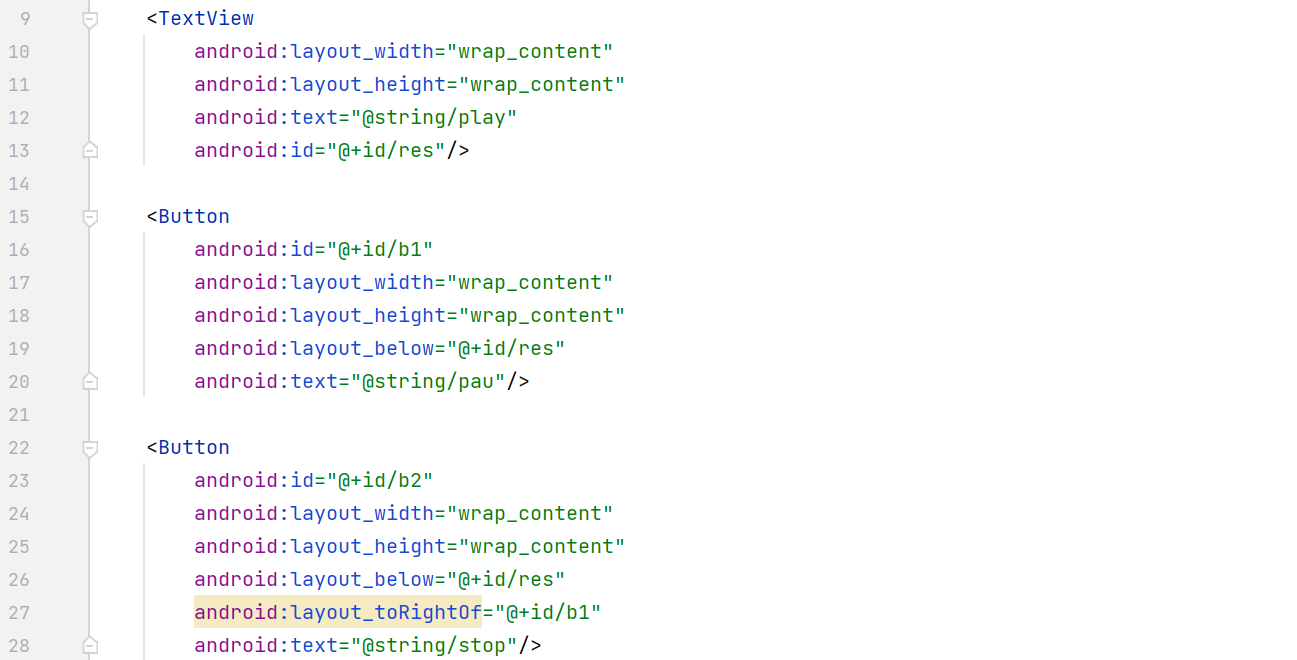 9 <TextView
10 android:layout_width="wrap_content"
11 android:layout_height="wrap_content"
12 android:text="@string/play"
13 android:id="@+id/res"/>
14
15 <Button
16 android:id="@+id/b1"
17 android:layout_width="wrap_content"
18 android:layout_height="wrap_content"
19 android:layout_below="@+id/res"
20 android:text="@string/pau"/>
21
22 <Button
23 android:id="@+id/b2"
24 android:layout_width="wrap_content"
25 android:layout_height="wrap_content"
26 android:layout_below="@+id/res"
27 android:layout_toRightOf="@+id/b1"
28 android:text="@string/stop"/>